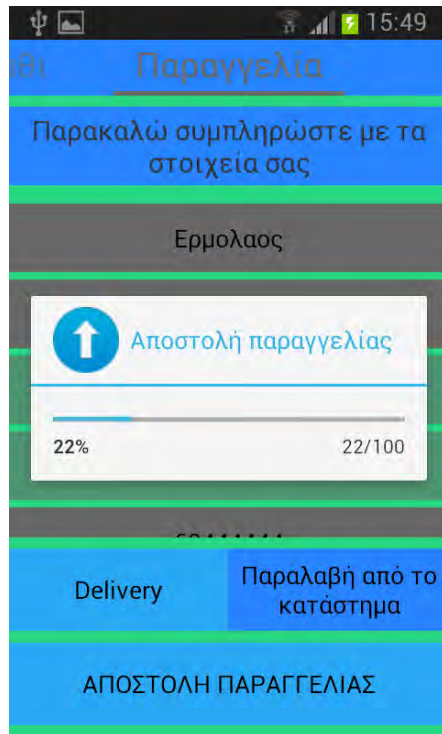 15:49
Παραγγελία
Παρακαλώ συμπληρώστε με τα
στοιχεία σας
Ερμολαος
Αποστολή παραγγελίας
22%
22/100
Delivery
Παραλαβή από το
κατάστημα
ΑΠΟΣΤΟΛΗ ΠΑΡΑΓΓΕΛΙΑΣ